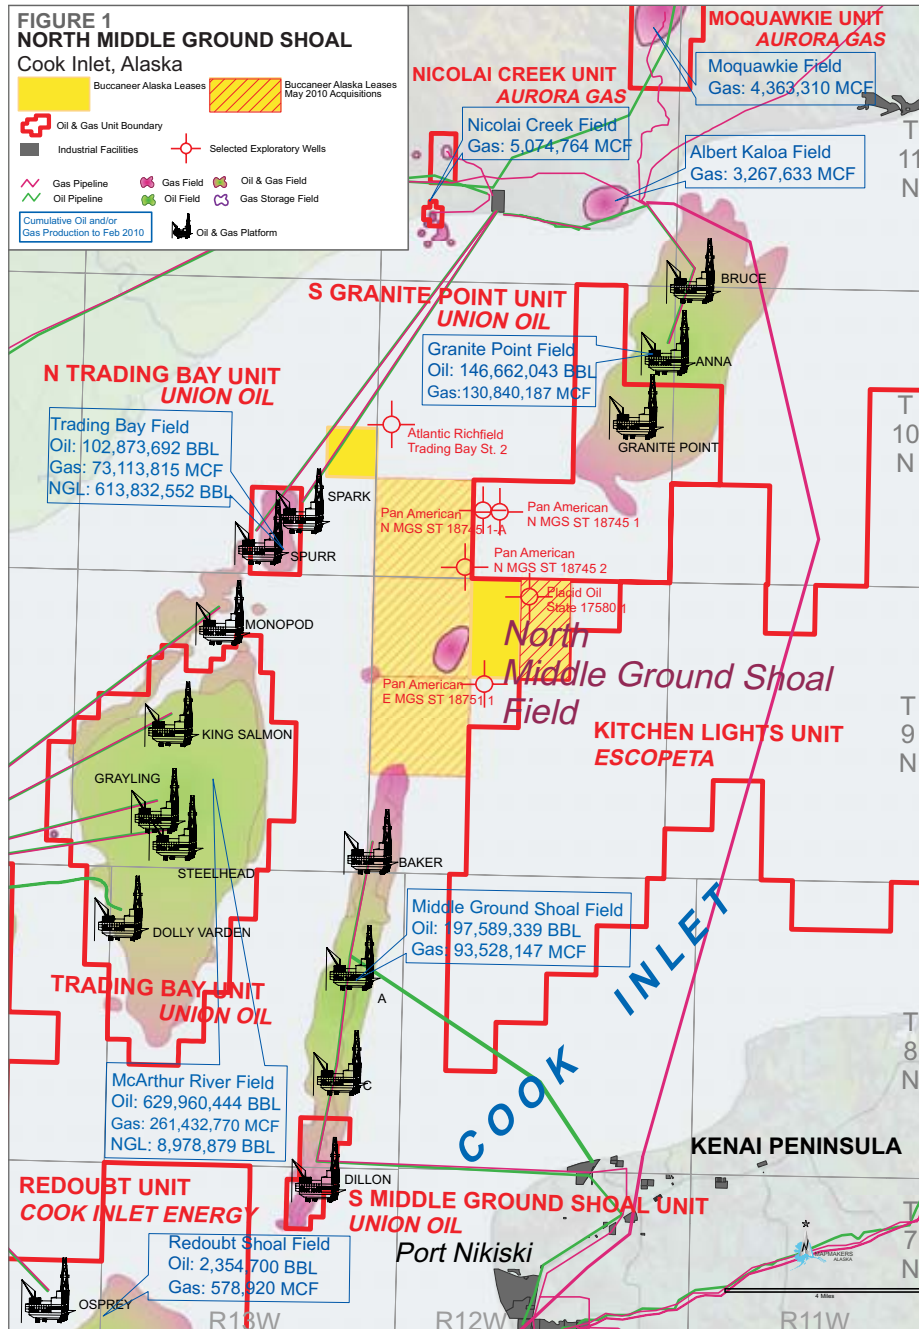 FIGURE 1
NORTH MIDDLE GROUND SHOAL
Cook Inlet, Alaska
Buccaneer Alaska Leases
Buccaneer Alaska Leases
May 2010 Acquisitions
Oil & Gas Unit Boundary
Industrial Facilities
Selected Exploratory Wells
Gas Pipeline
Gas Field
Oil & Gas Field
Oil Pipeline
Oil Field
Gas Storage Field
Cumulative Oil and/or
Gas Production to Feb 2010
Oil & Gas Platform
MOQUAWKIE UNIT
AURORA GAS
Moquawkie Field
Gas: 4,363,310 MCF
NICOLAI CREEK UNIT
AURORA GAS
Nicolai Creek Field
Gas: 5,074,764 MCF
Albert Kaloa Field
Gas: 3,267,633 MCF
T
11
N
BRUCE
S GRANITE POINT UNIT
UNION OIL
Granite Point Field
Oil: 146,662,043 BBL
Gas:130,840,187 MCF
ANNA
GRANITE POINT
N TRADING BAY UNIT
UNION OIL
Trading Bay Field
Oil: 102,873,692 BBL
Gas: 73,113,815 MCF
NGL: 613,832,552 BBL
T
10
N
Atlantic Richfield
Trading Bay St. 2
SPARK
SPURR
Pan American
N MGS ST 18745 1-A
Pan American
N MGS ST 18745 1
Pan American
N MGS ST 18745 2
Placid Oil
State 17580 1
MONOPOD
North
Middle Ground Shoal
Field
Pan American
E MGS ST 18751 1
T
9
N
KITCHEN LIGHTS UNIT
ESCOPETA
KING SALMON
GRAYLING
STEELHEAD
DOLLY VARDEN
BAKER
Middle Ground Shoal Field
Oil: 197,589,339 BBL
Gas: 93,528,147 MCF
A
TRADING BAY UNIT
UNION OIL
COOK INLET
T
8
N
McArthur River Field
Oil: 629,960,444 BBL
Gas: 261,432,770 MCF
NGL: 8,978,879 BBL
C
KENAI PENINSULA
DILLON
REDOUBT UNIT
COOK INLET ENERGY
S MIDDLE GROUND SHOAL UNIT
UNION OIL
Port Nikiski
T
7
N
Redoubt Shoal Field
Oil: 2,354,700 BBL
Gas: 578,920 MCF
OSPREY
N
MAPMAKERS
ALASKA
4 Miles
R13W
R12W
R11W